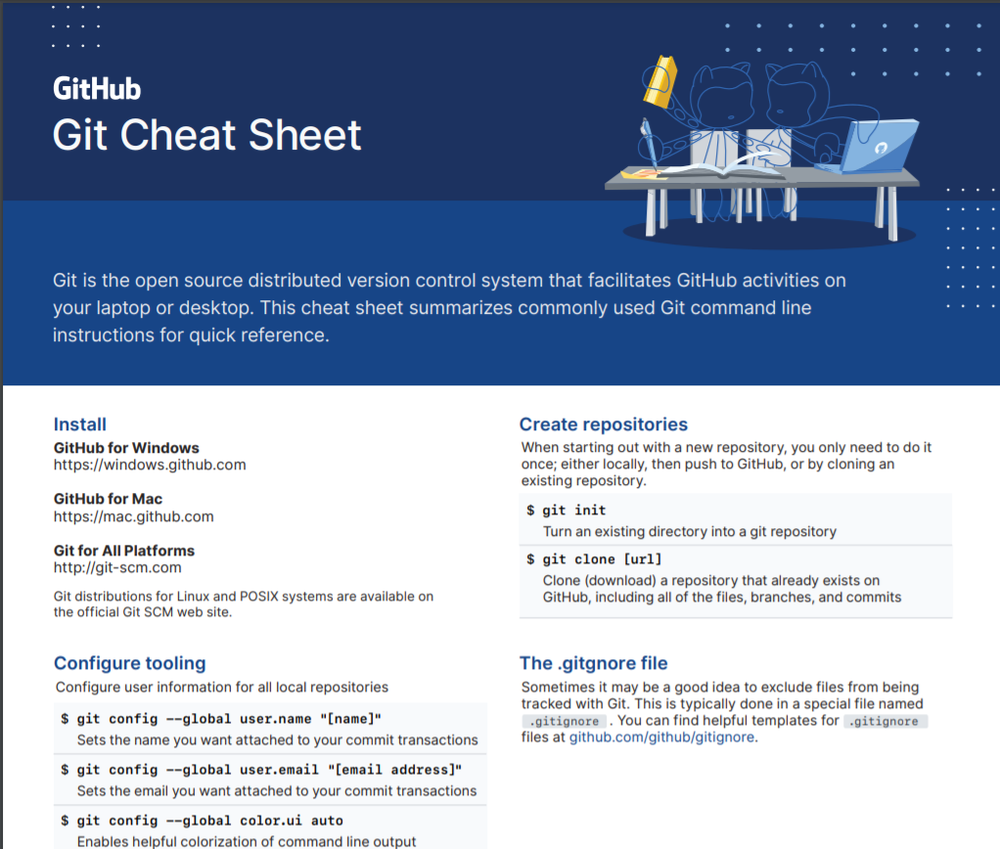 GitHub
Git Cheat Sheet
Git is the open source distributed version control system that facilitates GitHub activities on
your laptop or desktop. This cheat sheet summarizes commonly used Git command line
instructions for quick reference.
Install
GitHub for Windows
https://windows.github.com
GitHub for Mac
https://mac.github.com
Git for All Platforms
http://git-scm.com
Git distributions for Linux and POSIX systems are available on
the official Git SCM web site.
Configure tooling
Configure user information for all local repositories
$ git config --global user.name "[name]"
Sets the name you want attached to your commit transactions
$ git config --global user.email "[email address]"
Sets the email you want attached to your commit transactions
$ git config --global color.ui auto
Enables helpful colorization of command line output
Create repositories
When starting out with a new repository, you only need to do it
once; either locally, then push to GitHub, or by cloning an
existing repository.
$ git init
Turn an existing directory into a git repository
$ git clone [url]
Clone (download) a repository that already exists on
GitHub, including all of the files, branches, and commits
The .gitgnore file
Sometimes it may be a good idea to exclude files from being
tracked with Git. This is typically done in a special file named
.gitignore . You can find helpful templates for .gitignore
files at github.com/github/gitignore.